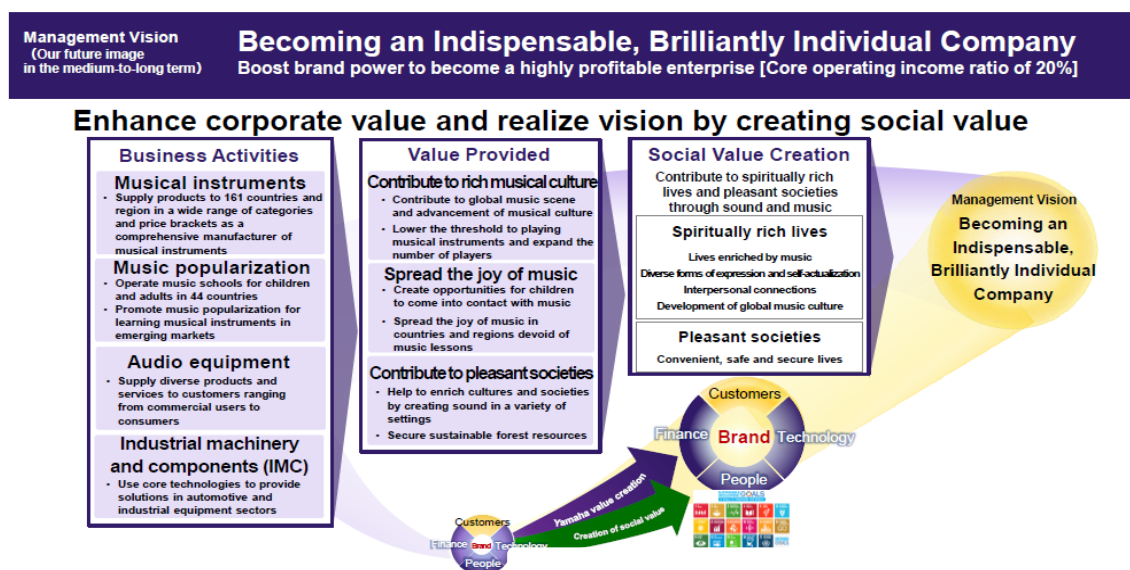 Management Vision
(Our future image
in the medium-to-long term)
Becoming an Indispensable, Brilliantly Individual Company
Boost brand power to become a highly profitable enterprise [Core operating income ratio of 20%]
Enhance corporate value and realize vision by creating social value
Business Activities
Musical instruments
• Supply products to 161 countries and
region in a wide range of categories
and price brackets as a
comprehensive manufacturer of
musical instruments
Music popularization
• Operate music schools for children
and adults in 44 countries
• Promote music popularization for
learning musical instruments in
emerging markets
Audio equipment
• Supply diverse products and
services to customers ranging
from commercial users to
consumers
Industrial machinery
and components (IMC)
• Use core technologies to provide
solutions in automotive and
industrial equipment sectors
Value Provided
Contribute to rich musical culture
• Contribute to global music scene
and advancement of musical culture
• Lower the threshold to playing
musical instruments and expand the
number of players
Spread the joy of music
• Create opportunities for children
to come into contact with music
• Spread the joy of music in
countries and regions devoid of
music lessons
Contribute to pleasant societies
• Help to enrich cultures and societies
by creating sound in a variety of
settings
• Secure sustainable forest resources
Social Value Creation
Contribute to spiritually rich
lives and pleasant societies
through sound and music
Spiritually rich lives
Lives enriched by music
Diverse forms of expression and self-actualization
Interpersonal connections
Development of global music culture
Pleasant societies
Convenient, safe and secure lives
Management Vision
Becoming an
Indispensable,
Brilliantly Individual
Company
Customers
Finance
Brand
Technology
People
Yamaha value creation
Creation of social value
Customers
Finance
Brand
Technology
People
GOALS